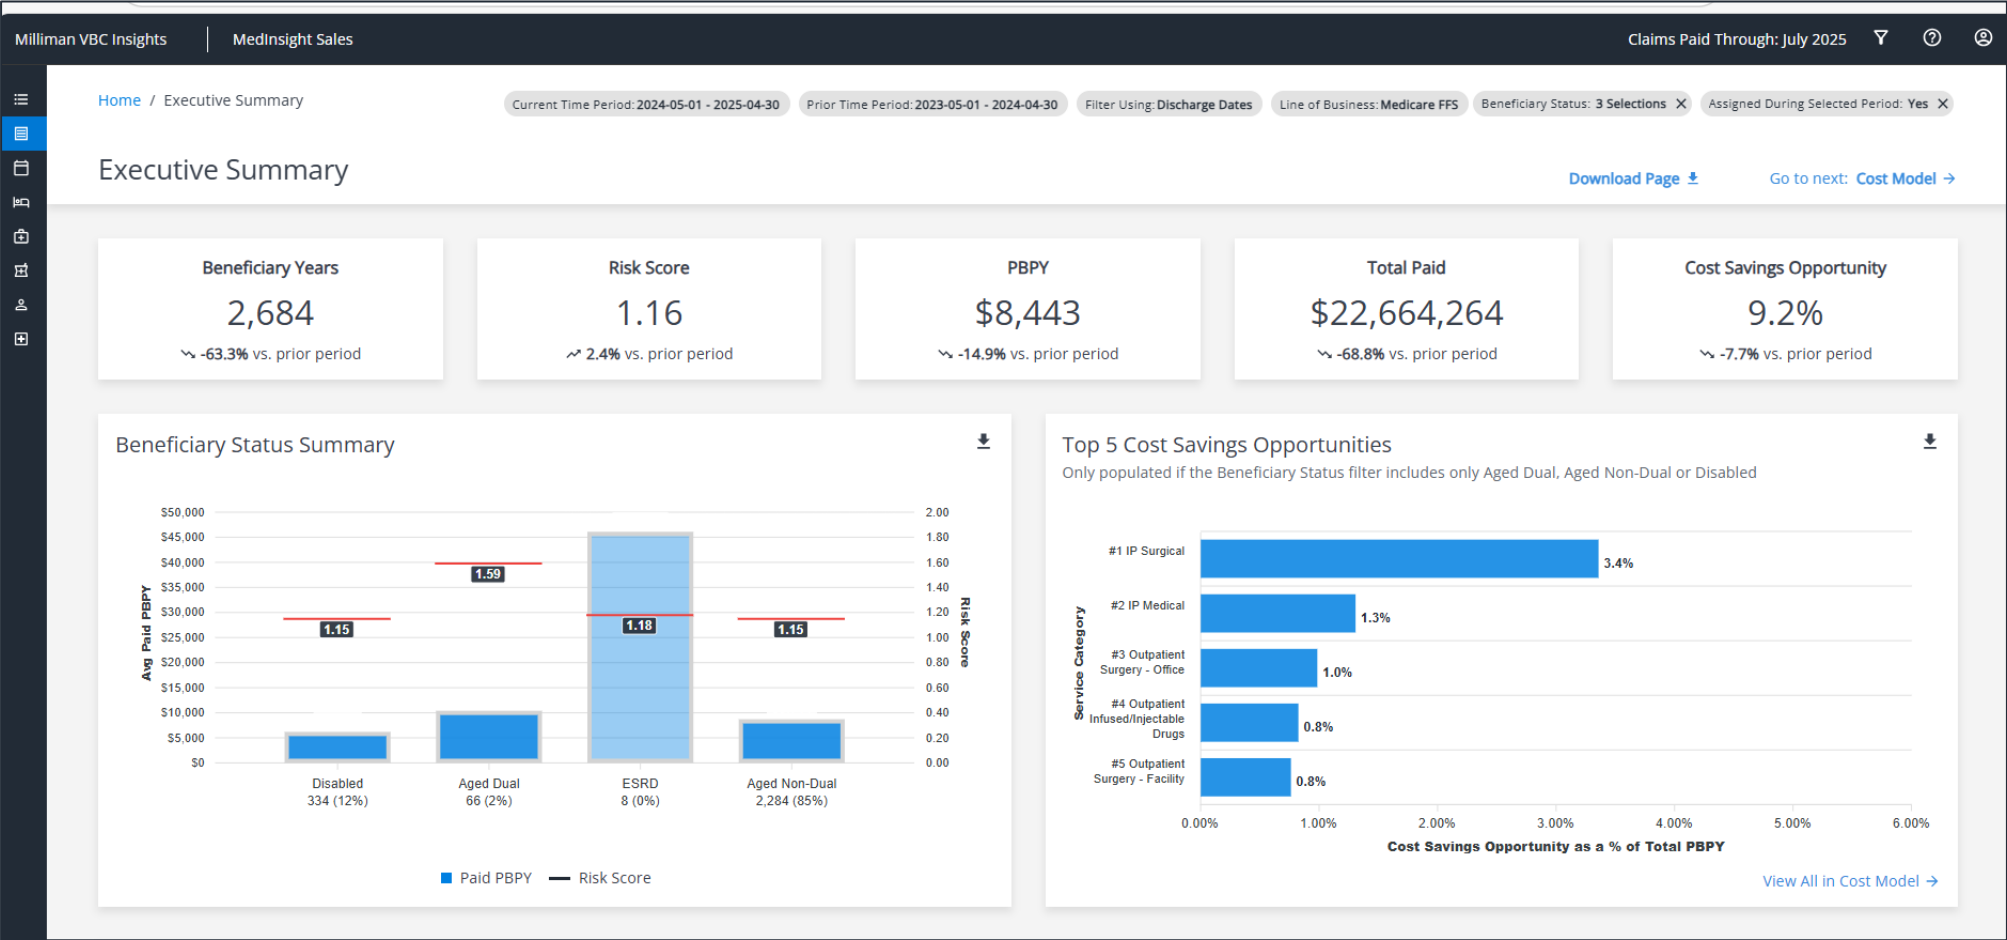 Milliman VBC Insights
MedInsight Sales
Claims Paid Through: July 2025
Home / Executive Summary
Current Time Period: 2024-05-01 - 2025-04-30
Prior Time Period: 2023-05-01 - 2024-04-30
Filter Using: Discharge Dates
Line of Business: Medicare FFS
Beneficiary Status: 3 Selections
Assigned During Selected Period: Yes
Executive Summary
Download Page
Go to next: Cost Model
Beneficiary Years
2,684
-63.3% vs. prior period
Risk Score
1.16
2.4% vs. prior period
PBPY
$8,443
-14.9% vs. prior period
Total Paid
$22,664,264
-68.8% vs. prior period
Cost Savings Opportunity
9.2%
-7.7% vs. prior period
Beneficiary Status Summary
Avg Paid PBPY
$50,000
$45,000
$40,000
$35,000
$30,000
$25,000
$20,000
$15,000
$10,000
$5,000
$0
1.15
1.59
1.18
1.15
2.00
1.80
1.60
1.40
1.20
1.00
0.80
0.60
0.40
0.20
0.00
Risk Score
Disabled
334 (12%)
Aged Dual
66 (2%)
ESRD
8 (0%)
Aged Non-Dual
2,284 (85%)
Paid PBPY
Risk Score
Top 5 Cost Savings Opportunities
Only populated if the Beneficiary Status filter includes only Aged Dual, Aged Non-Dual or Disabled
Service Category
#1 IP Surgical
3.4%
#2 IP Medical
1.3%
#3 Outpatient
Surgery - Office
1.0%
#4 Outpatient
Infused/Injectable
Drugs
0.8%
#5 Outpatient
Surgery - Facility
0.8%
0.00%
1.00%
2.00%
3.00%
4.00%
5.00%
6.00%
Cost Savings Opportunity as a % of Total PBPY
View All in Cost Model